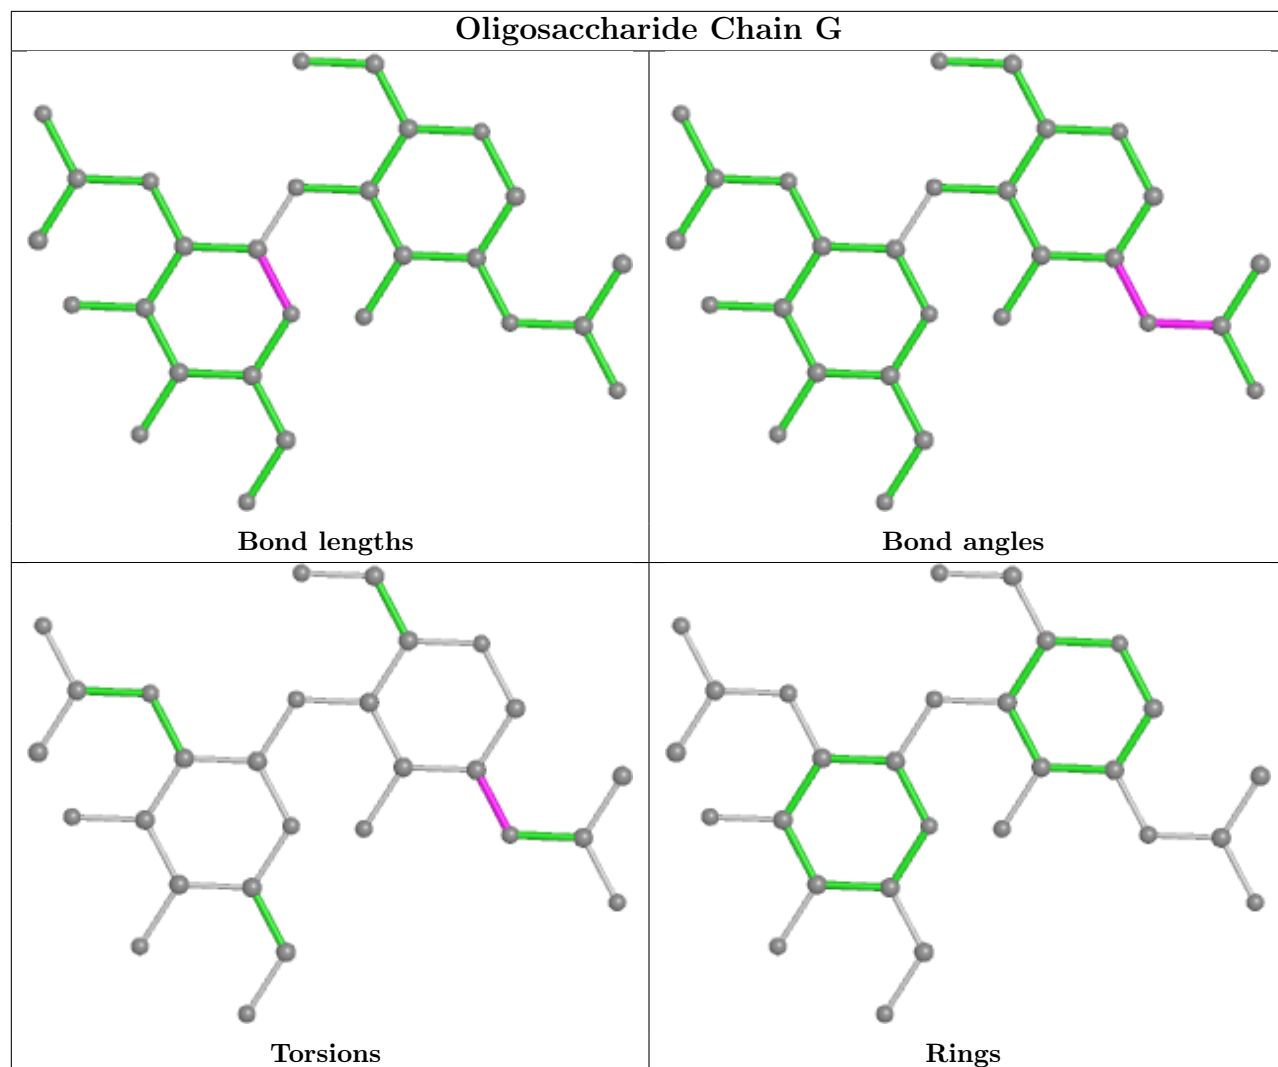 Oligosaccharide Chain G
Bond lengths
Bond angles
Torsions
Rings